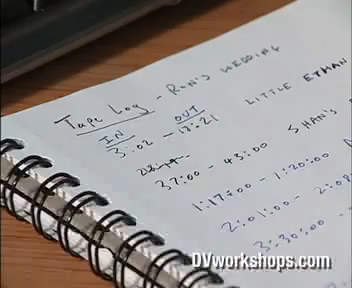 Tape Log - RON'S WEDDING
IN OUT
3:02 - 17:21 LITTLE ETHAN
37:00 - 43:00 SHAN'S
1:17:00 - 1:20:00
2:01:00 - 2:08
3:30:00 -
DVworkshops.com